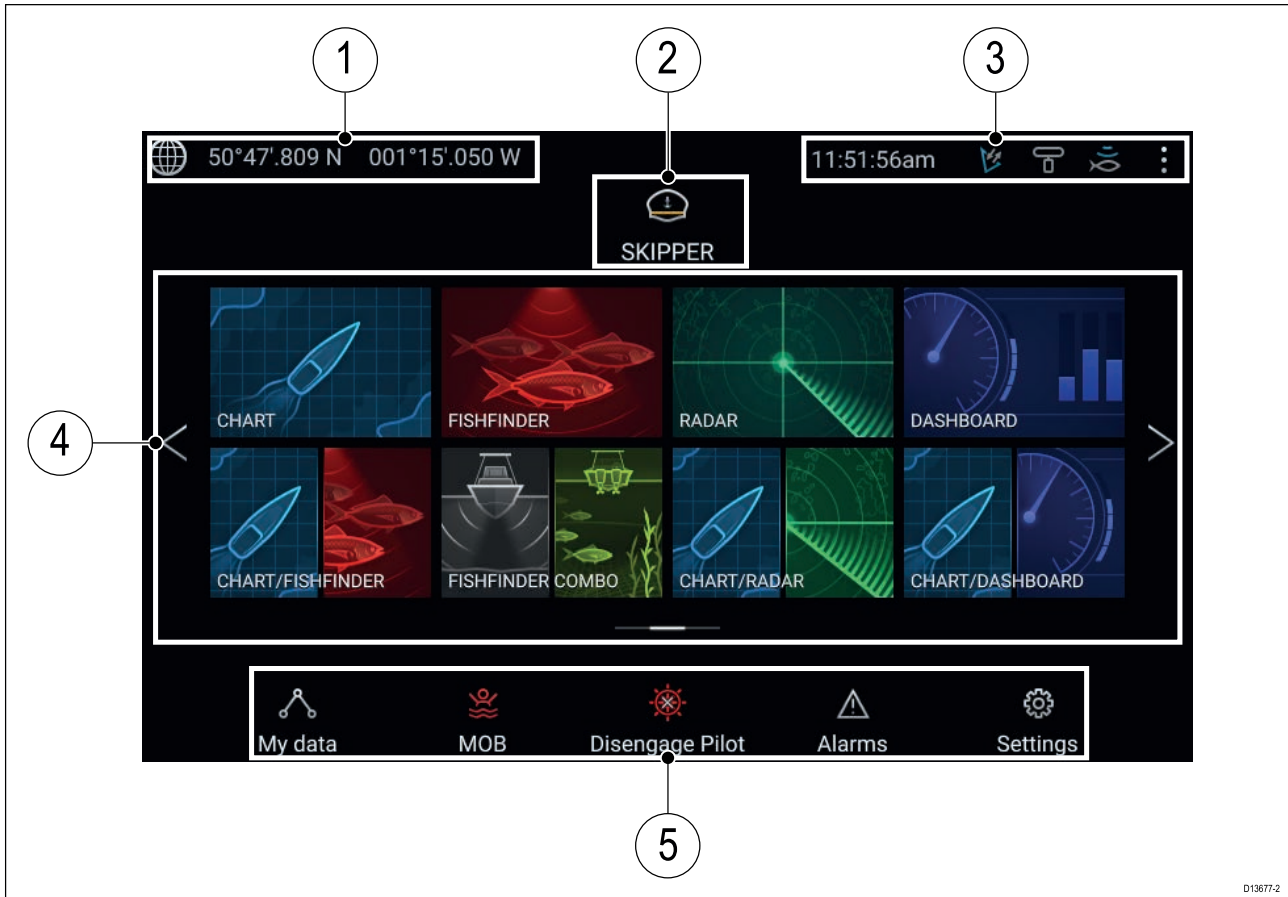 1
2
3
50°47'.809 N 001°15'.050 W
11:51:56am
SKIPPER
CHART
FISHFINDER
RADAR
DASHBOARD
4
CHART/FISHFINDER
FISHFINDER COMBO
CHART/RADAR
CHART/DASHBOARD
My data
MOB
Disengage Pilot
Alarms
Settings
5
D13677-2